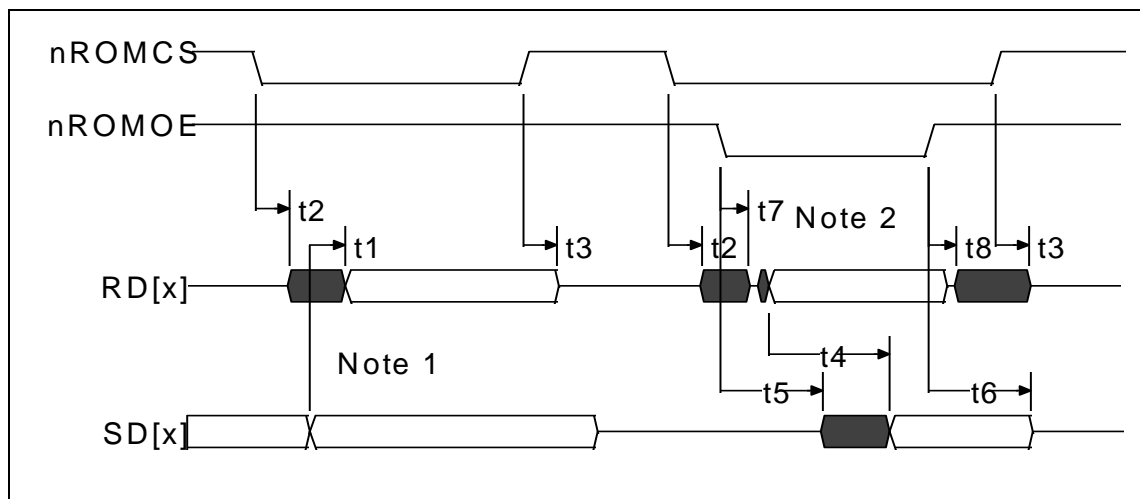 nROMCS
nROMOE
t2
t7
Note 2
t1
t3
t2
t8
t3
RD[x]
Note 1
t4
t5
t6
SD[x]